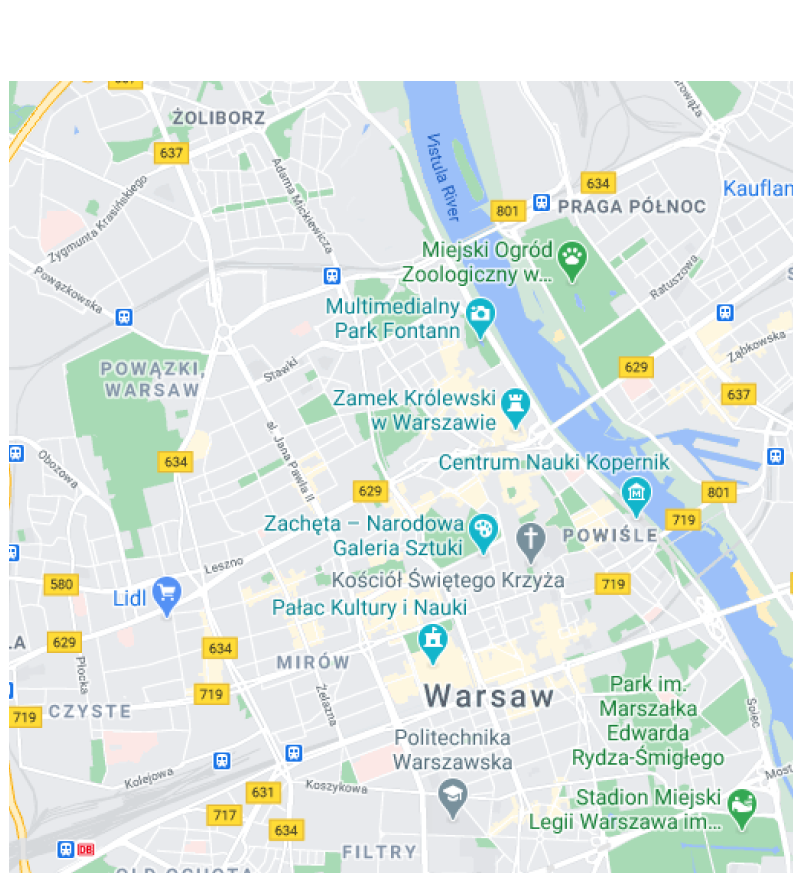 ŻOLIBORZ
637
Adama Mickiewicza
Vistula River
634
Kauflan
801
PRAGA PÓŁNOC
Zygmunta Krasińskiego
Miejski Ogród
Zoologiczny w...
Ratuszowa
Powązkowska
Multimedialny
Park Fontann
Ząbkowska
POWĄZKI,
WARSAW
Stawki
629
637
Zamek Królewski
w Warszawie
al. Jana Pawła II
Obozowa
634
Centrum Nauki Kopernik
629
801
719
Zachęta – Narodowa
Galeria Sztuki
POWIŚLE
Leszno
Kościół Świętego Krzyża
580
719
Lidl
Pałac Kultury i Nauki
LA
629
634
MIRÓW
Płocka
719
Żelazna
Warsaw
Park im.
Marszałka
Edwarda
Rydza-Śmigłego
Solec
719
CZYSTE
Politechnika
Warszawska
Kolejowa
Koszykowa
Most
631
717
634
Stadion Miejski
Legii Warszawa im...
DB
FILTRY
OLD OCHOTA